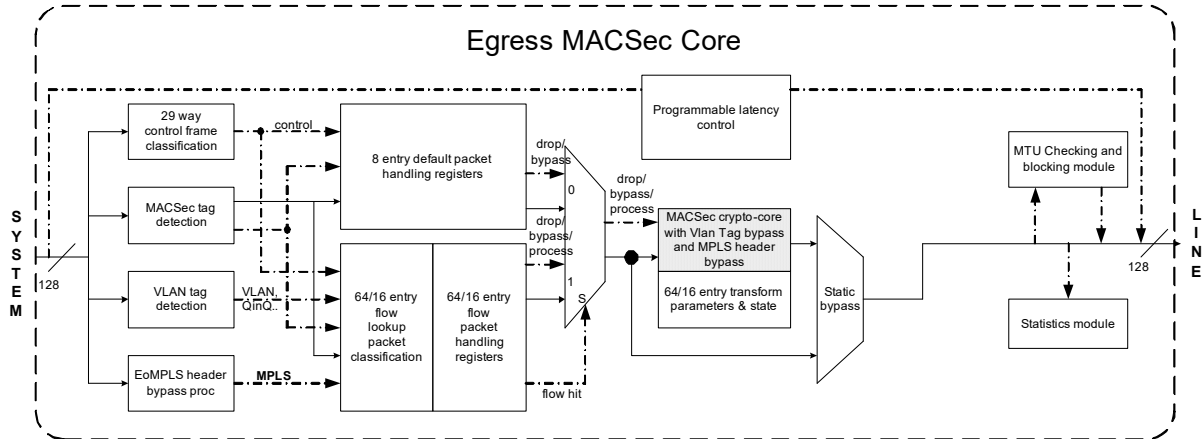 Egress MACSec Core
SYSTEM
128
29 way
control frame
classification
control
MACSec tag
detection
VLAN tag
detection
VLAN,
QinQ..
EoMPLS header
bypass proc
MPLS
8 entry default packet
handling registers
64/16 entry
flow
lookup
packet
classification
64/16 entry
flow
packet
handling
registers
drop/
bypass
0
drop/
bypass/
process
1
S
flow hit
drop/
bypass/
process
Programmable latency
control
MACSec crypto-core
with Vlan Tag bypass
and MPLS header
bypass
64/16 entry transform
parameters & state
Static
bypass
MTU Checking and
blocking module
Statistics module
128
LINE